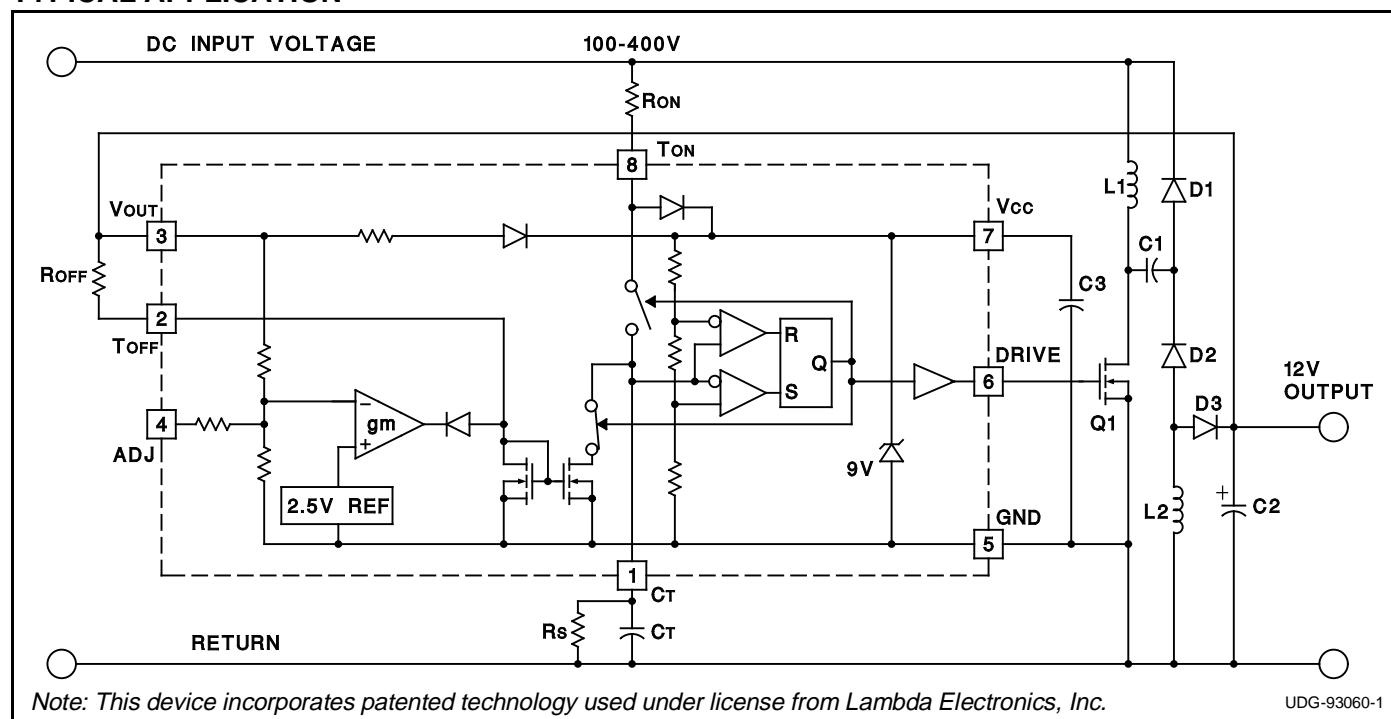 DC INPUT VOLTAGE
100-400V
RON
TON
8
VOUT
3
VCC
7
L1
D1
C1
ROFF
C3
2
TOFF
R
Q
S
DRIVE
6
D2
12V
OUTPUT
D3
4
ADJ
−
gm
+
Q1
9V
2.5V REF
GND
5
L2
+
C2
1
CT
RS
CT
RETURN
Note: This device incorporates patented technology used under license from Lambda Electronics, Inc.
UDG-93060-1